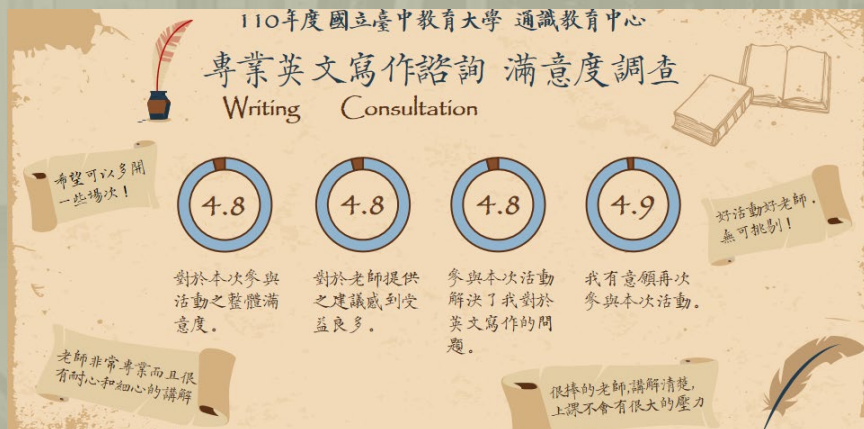 110年度國立臺中教育大學 通識教育中心
專業英文寫作諮詢 滿意度調查
Writing Consultation
希望可以多開
一些場次！
4.8
4.8
4.8
4.9
好活動好老師，
無可挑剔！
對於本次參與
活動之整體滿
意度。
對於老師提供
之建議感到受
益良多。
參與本次活動
解決了我對於
英文寫作的問
題。
我有意願再次
參與本次活動。
老師非常專業而且很
有耐心和細心的講解
很棒的老師,講解清楚,
上課不會有很大的壓力